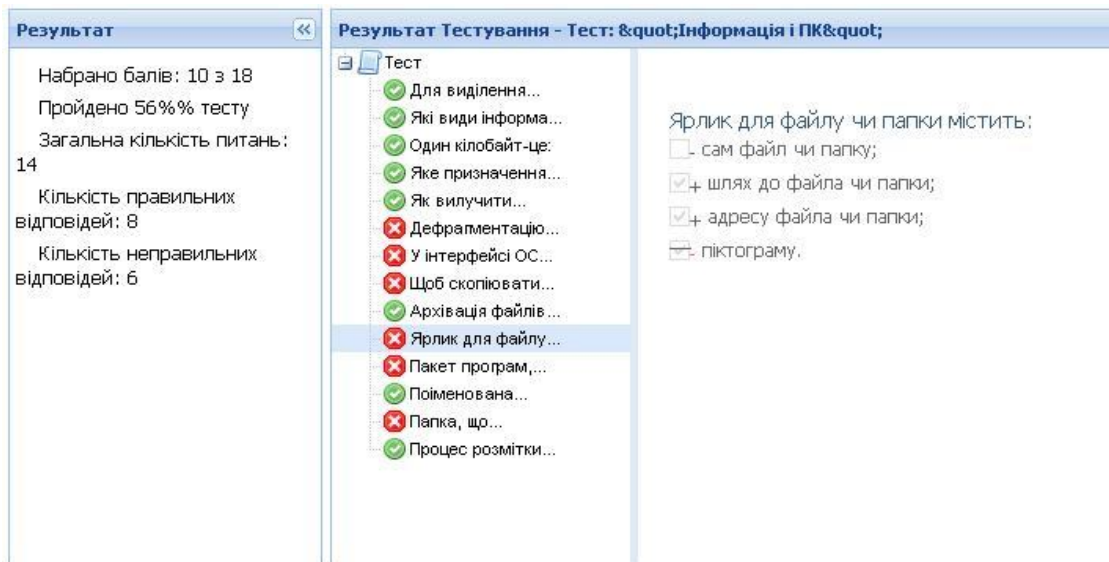 Результат
Набрано балів: 10 з 18
Пройдено 56%% тесту
Загальна кількість питань:
14
Кількість правильних
відповідей: 8
Кількість неправильних
відповідей: 6
Результат Тестування - Тест: &quot;Інформація і ПК&quot;
Тест
Для виділення...
Які види інформа...
Один кілобайт-це:
Яке призначення...
Як вилучити...
Дефрагментацію...
У інтерфейсі ОС...
Щоб скопіювати...
Архівація файлів...
Ярлик для файлу...
Пакет програм,...
Поіменована...
Папка, що...
Процес розмітки...
Ярлик для файлу чи папки містить:
- сам файл чи папку;
+ шлях до файла чи папки;
+ адресу файла чи папки;
- піктограму.